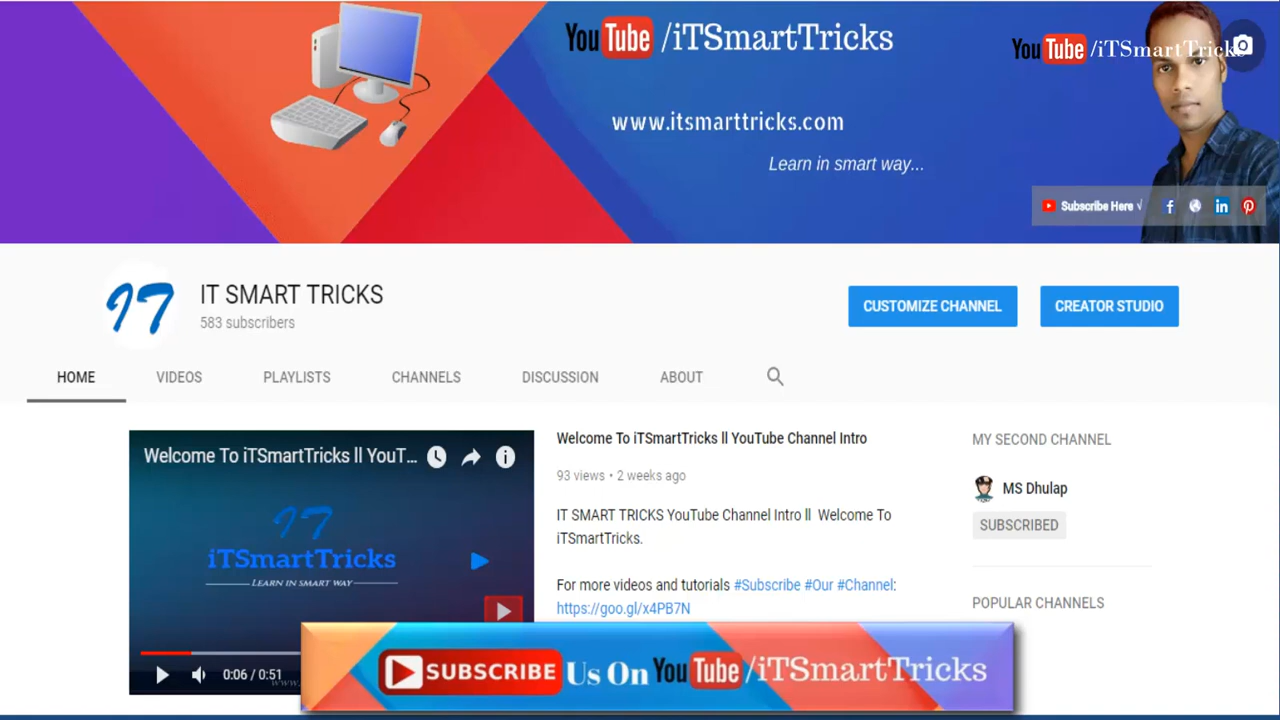 YouTube /iTSmartTricks
YouTube /iTSmartTricks
www.itsmarttricks.com
Learn in smart way...
Subscribe Here √
IT
IT SMART TRICKS
583 subscribers
CUSTOMIZE CHANNEL
CREATOR STUDIO
HOME
VIDEOS
PLAYLISTS
CHANNELS
DISCUSSION
ABOUT
Welcome To iTSmartTricks ll YouT...
IT
iTSmartTricks
LEARN IN SMART WAY
0:06 / 0:51
Welcome To iTSmartTricks ll YouTube Channel Intro
93 views • 2 weeks ago
IT SMART TRICKS YouTube Channel Intro ll Welcome To
iTSmartTricks.
For more videos and tutorials #Subscribe #Our #Channel:
https://goo.gl/x4PB7N
MY SECOND CHANNEL
MS Dhulap
SUBSCRIBED
POPULAR CHANNELS
SUBSCRIBE Us On YouTube /iTSmartTricks